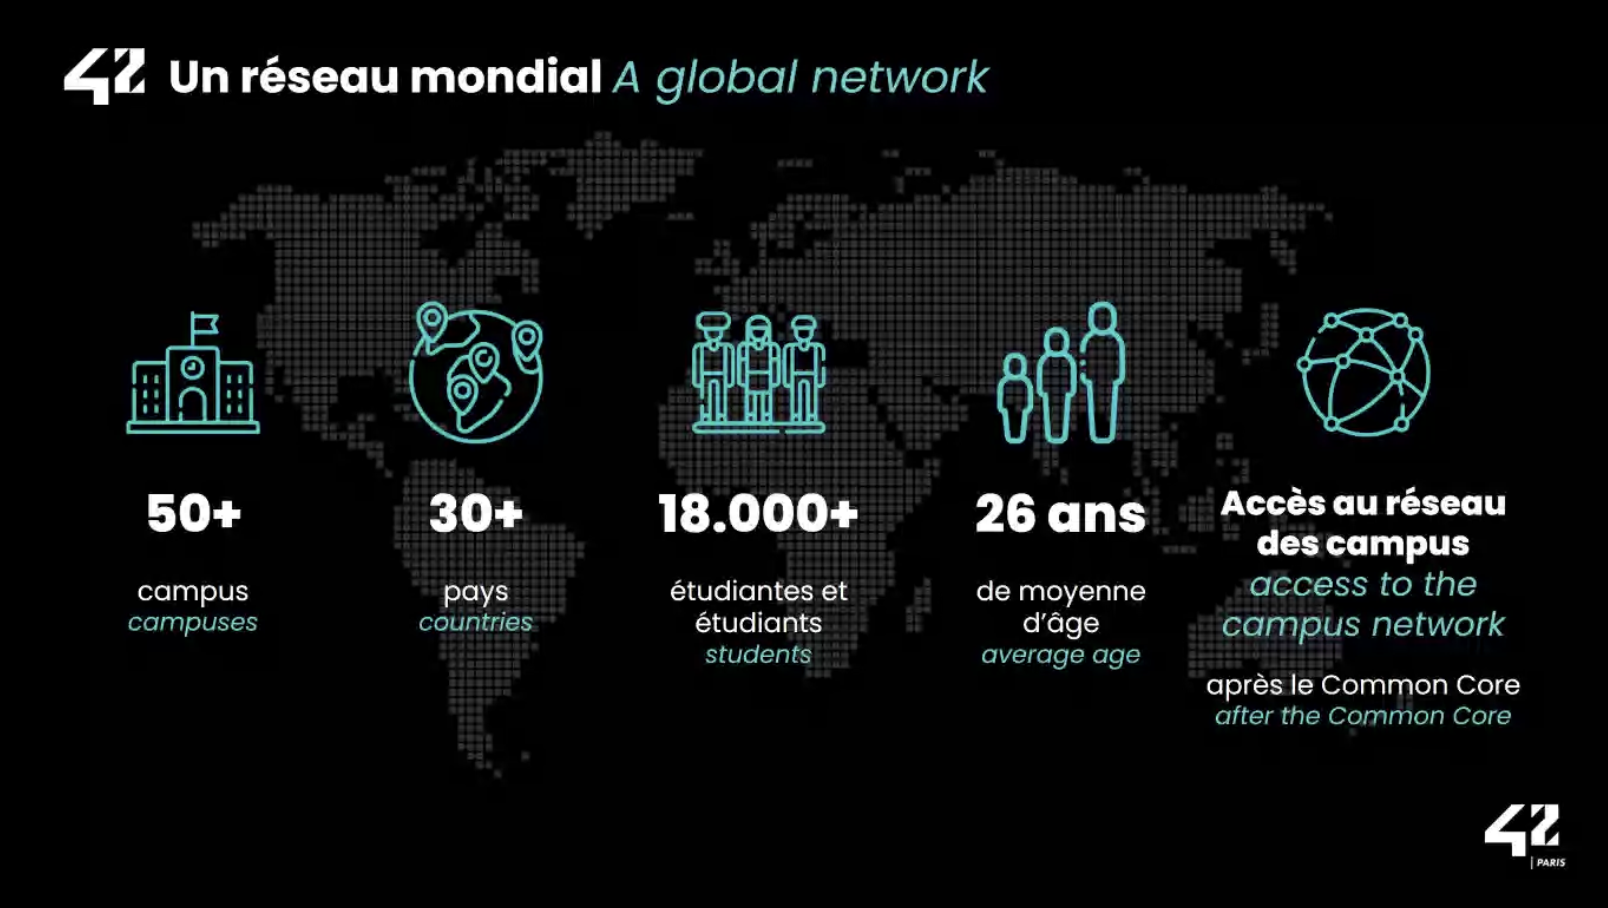 42 Un réseau mondial A global network
50+
campus
campuses
30+
pays
countries
18.000+
étudiantes et
étudiants
students
26 ans
de moyenne
d'âge
average age
Accès au réseau
des campus
access to the
campus network
après le Common Core
after the Common Core
42
| PARIS